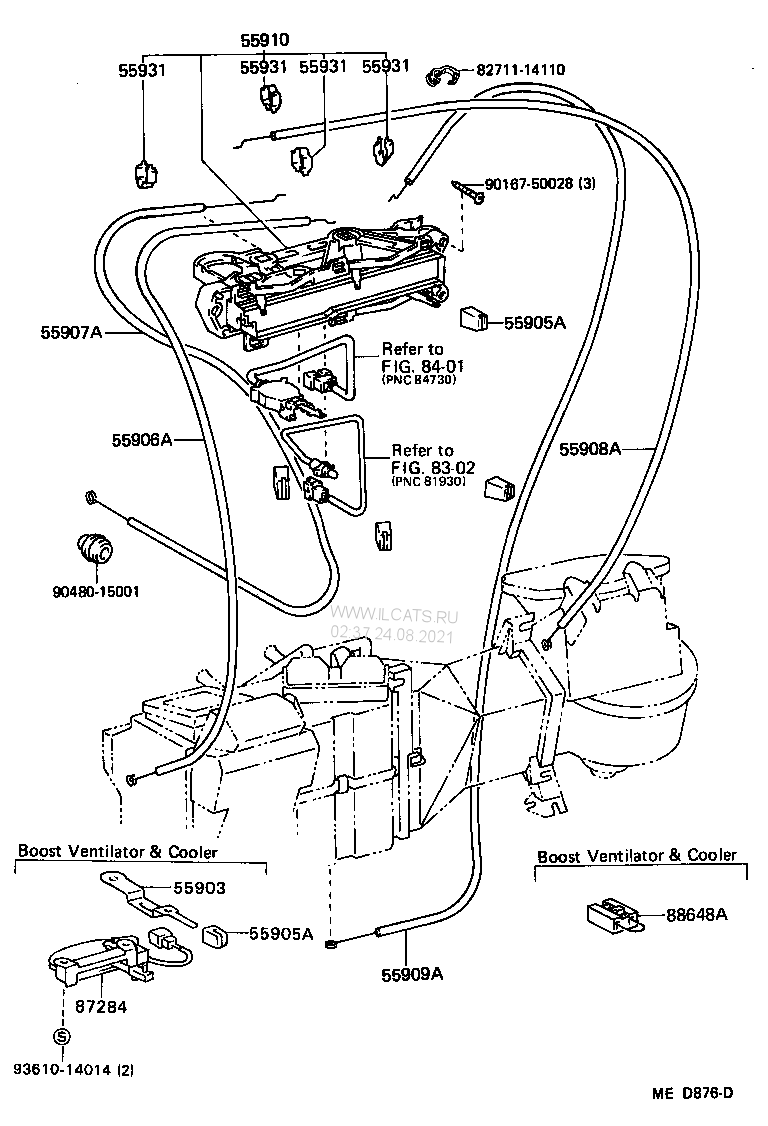 55910
55931
55931
55931
55931
82711-14110
90167-50028 (3)
55907A
55905A
Refer to
FIG. 84-01
(PNC 84730)
55906A
Refer to
FIG. 83-02
(PNC 81930)
55908A
90480-15001
WWW.ILCATS.RU
02:37 24.08.2021
Boost Ventilator & Cooler
55903
55905A
87284
S
93610-14014 (2)
55909A
Boost Ventilator & Cooler
88648A
ME D876-D